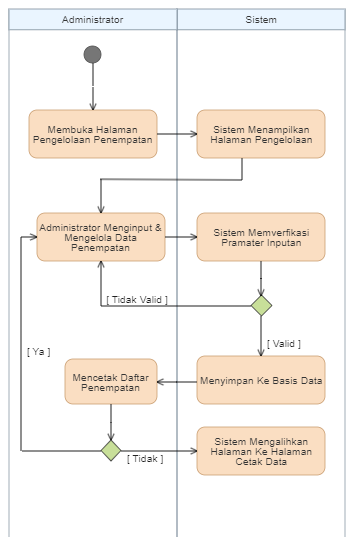 Administrator
Sistem
Membuka Halaman
Pengelolaan Penempatan
Sistem Menampilkan
Halaman Pengelolaan
Administrator Menginput &
Mengelola Data
Penempatan
Sistem Memverfikasi
Pramater Inputan
[ Tidak Valid ]
[ Valid ]
[ Ya ]
Mencetak Daftar
Penempatan
Menyimpan Ke Basis Data
[ Tidak ]
Sistem Mengalihkan
Halaman Ke Halaman
Cetak Data